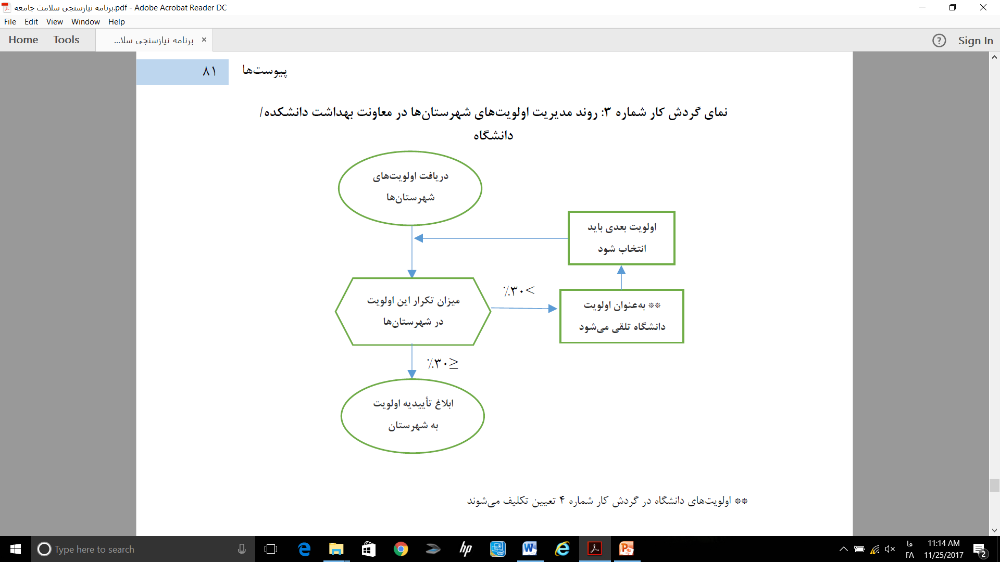 برنامه نیازسنجی سلامت جامعه.pdf - Adobe Acrobat Reader DC
File Edit View Window Help
Home Tools برنامه نیازسنجی سلا... × ? Sign In
پیوست‌ها ۸۱
نمای گردش کار شماره ۳: روند مدیریت اولویت‌های شهرستان‌ها در معاونت بهداشت دانشکده/
دانشگاه
دریافت اولویت‌های
شهرستان‌ها
اولویت بعدی باید
انتخاب شود
میزان تکرار این اولویت
در شهرستان‌ها
٪۳۰<
** به‌عنوان اولویت
دانشگاه تلقی می‌شود
٪۳۰≥
ابلاغ تأییدیه اولویت
به شهرستان
** اولویت‌های دانشگاه در گردش کار شماره ۴ تعیین تکلیف می‌شوند
Type here to search
hp
فا
FA
11:14 AM
11/25/2017
2